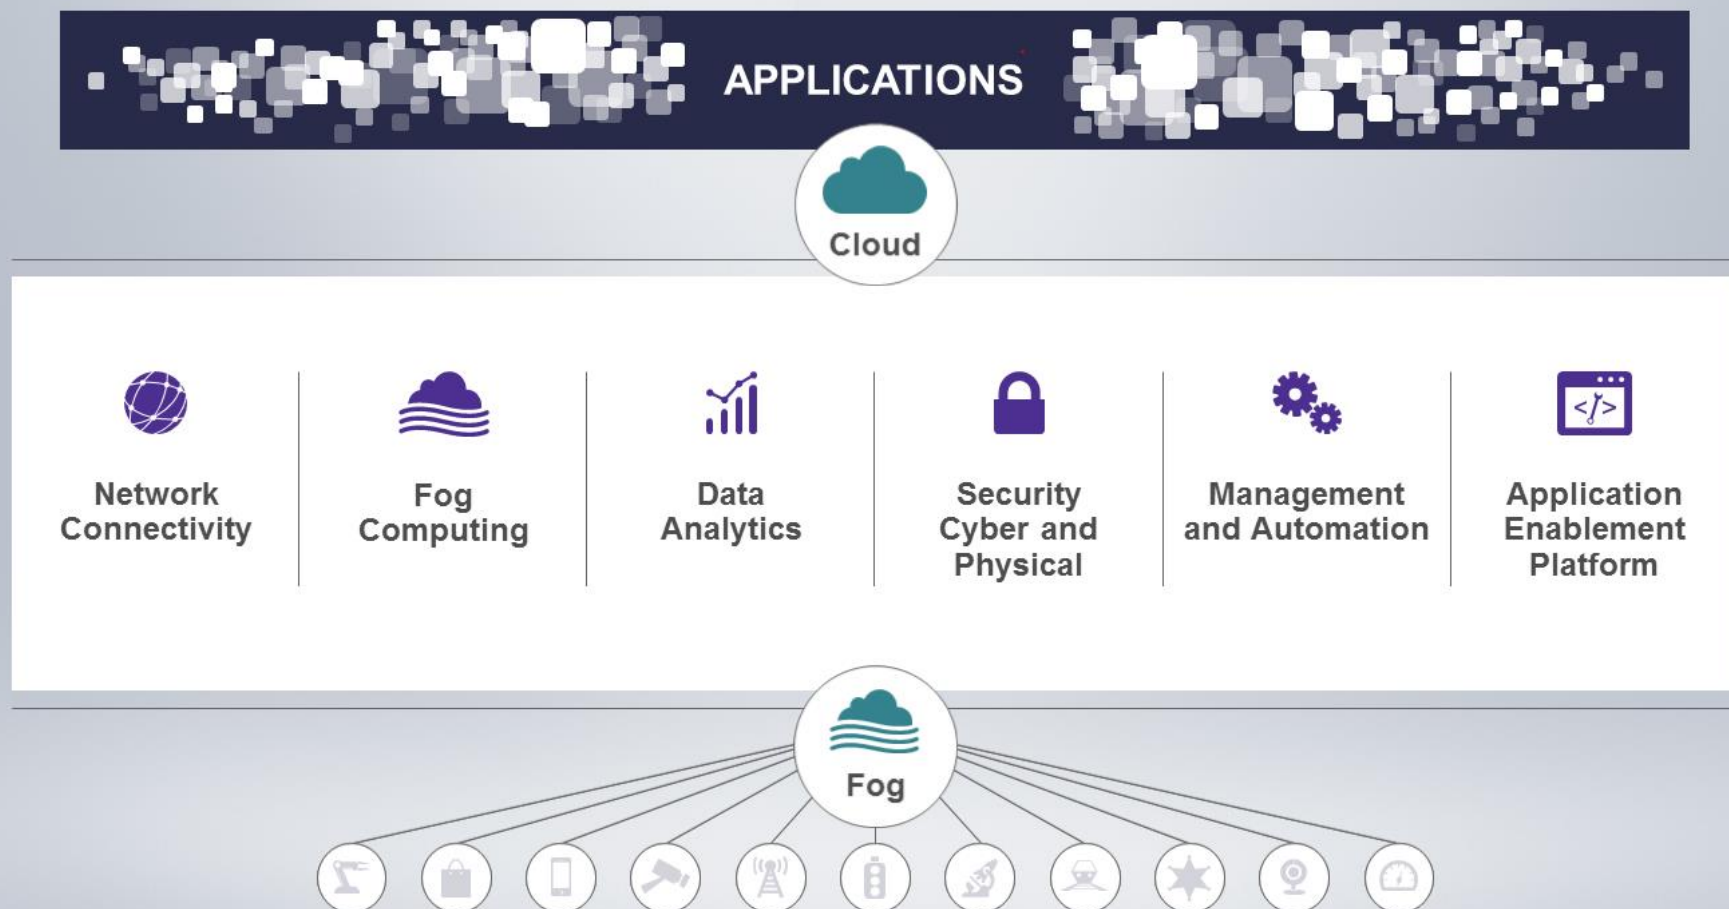 APPLICATIONS
Cloud
Network
Connectivity
Fog
Computing
Data
Analytics
Security
Cyber and
Physical
Management
and Automation
</>
Application
Enablement
Platform
Fog